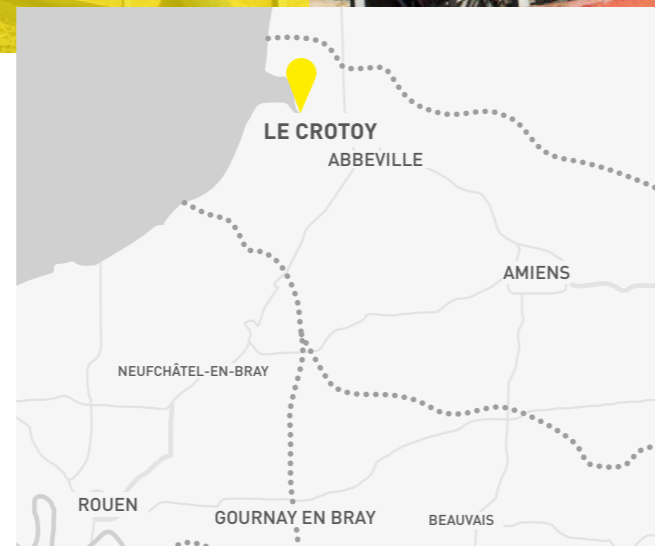 LE CROTOY
ABBEVILLE
AMIENS
NEUFCHÂTEL-EN-BRAY
ROUEN
GOURNAY EN BRAY
BEAUVAIS